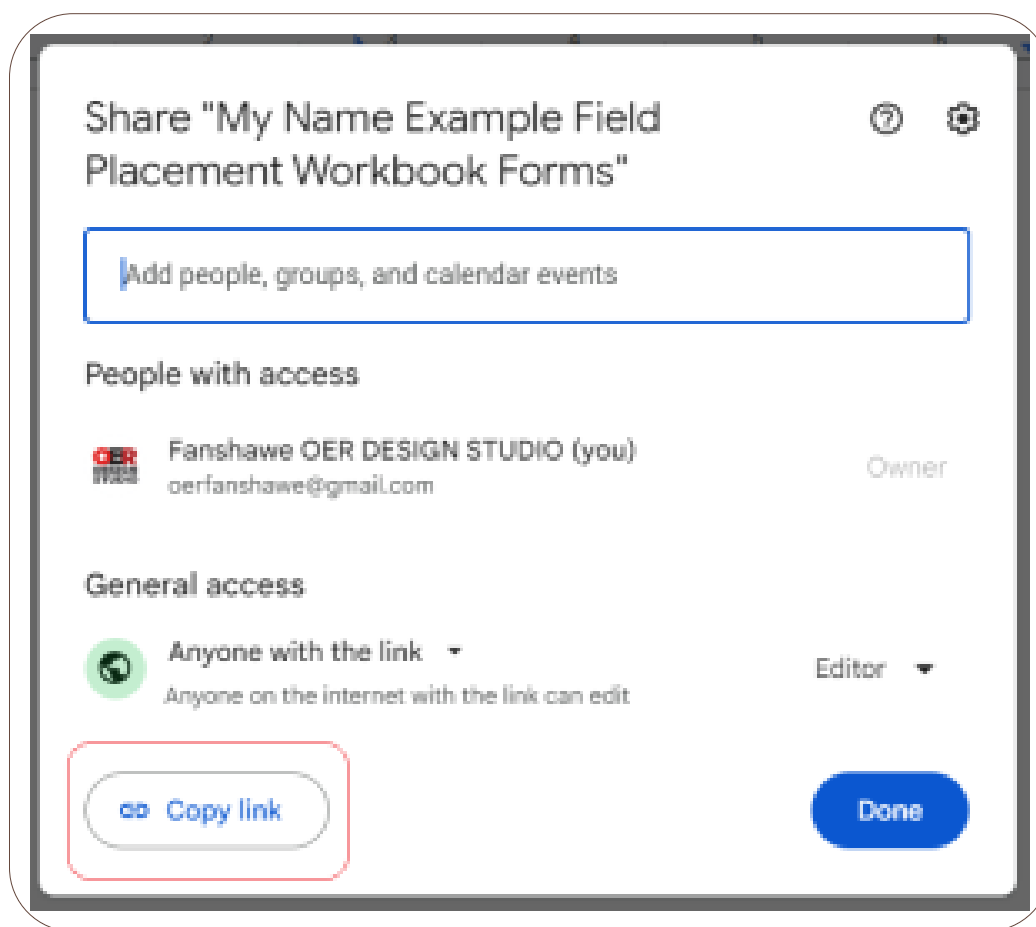 Share "My Name Example Field
Placement Workbook Forms"
Add people, groups, and calendar events
People with access
OER
Fanshawe OER DESIGN STUDIO (you)
oerfanshawe@gmail.com
Owner
General access
Anyone with the link
Anyone on the internet with the link can edit
Editor
Copy link
Done